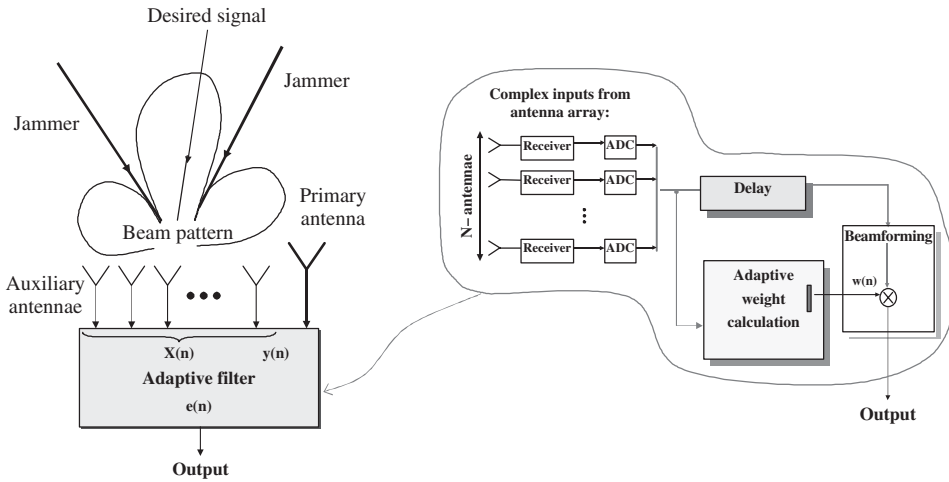 Desired signal
Jammer
Jammer
Primary
antenna
Beam pattern
Auxiliary
antennae
X(n)
y(n)
Adaptive filter
e(n)
Output
Complex inputs from
antenna array:
N– antennae
Receiver
ADC
Receiver
ADC
Receiver
ADC
Delay
Beamforming
w(n)
Adaptive
weight
calculation
Output